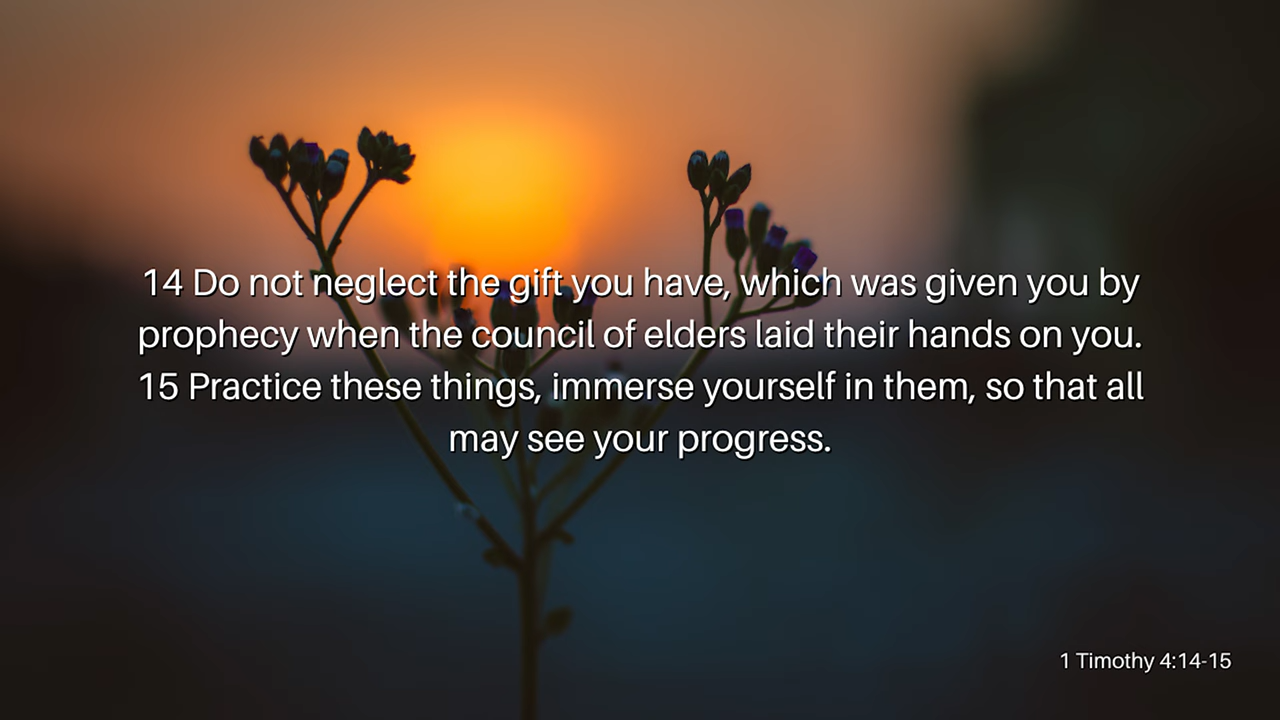 14 Do not neglect the gift you have, which was given you by
prophecy when the council of elders laid their hands on you.
15 Practice these things, immerse yourself in them, so that all
may see your progress.
1 Timothy 4:14-15